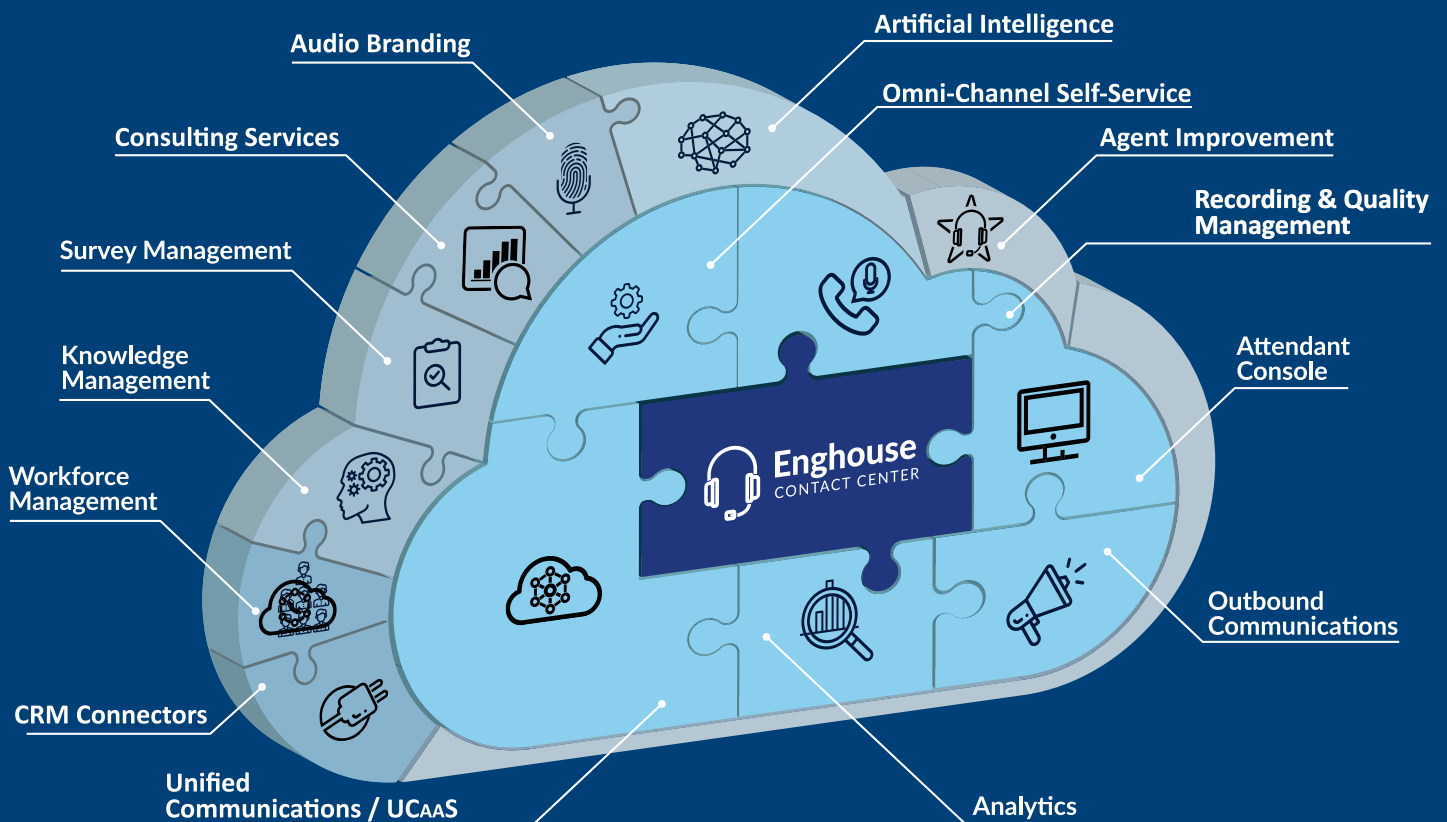 Artificial Intelligence
Audio Branding
Omni-Channel Self-Service
Consulting Services
Agent Improvement
Recording & Quality
Management
Survey Management
Knowledge
Management
Attendant
Console
Enghouse
CONTACT CENTER
Workforce
Management
Outbound
Communications
CRM Connectors
Unified
Communications / UCAAS
Analytics